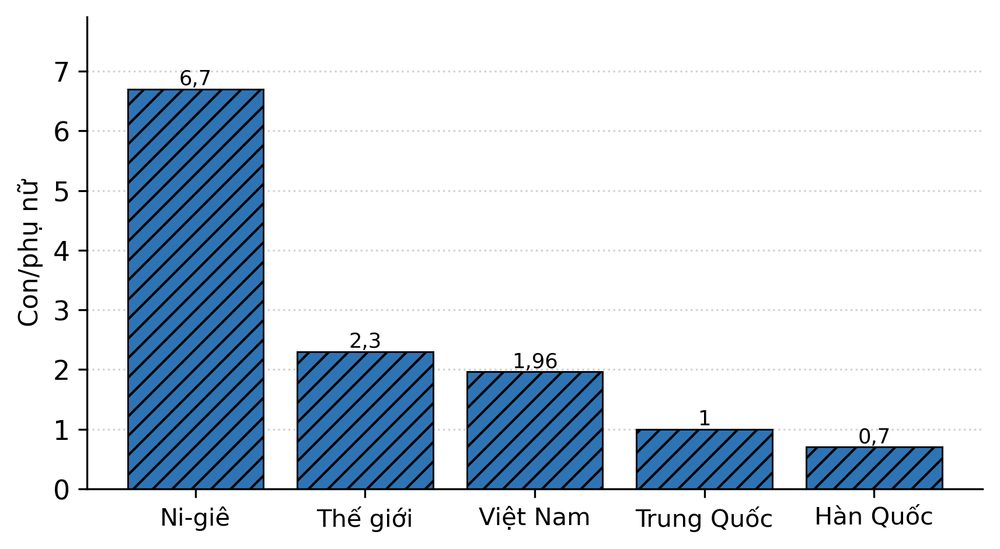 Con/phụ nữ
7
6
5
4
3
2
1
0
6,7
2,3
1,96
1
0,7
Ni-giê
Thế giới
Việt Nam
Trung Quốc
Hàn Quốc